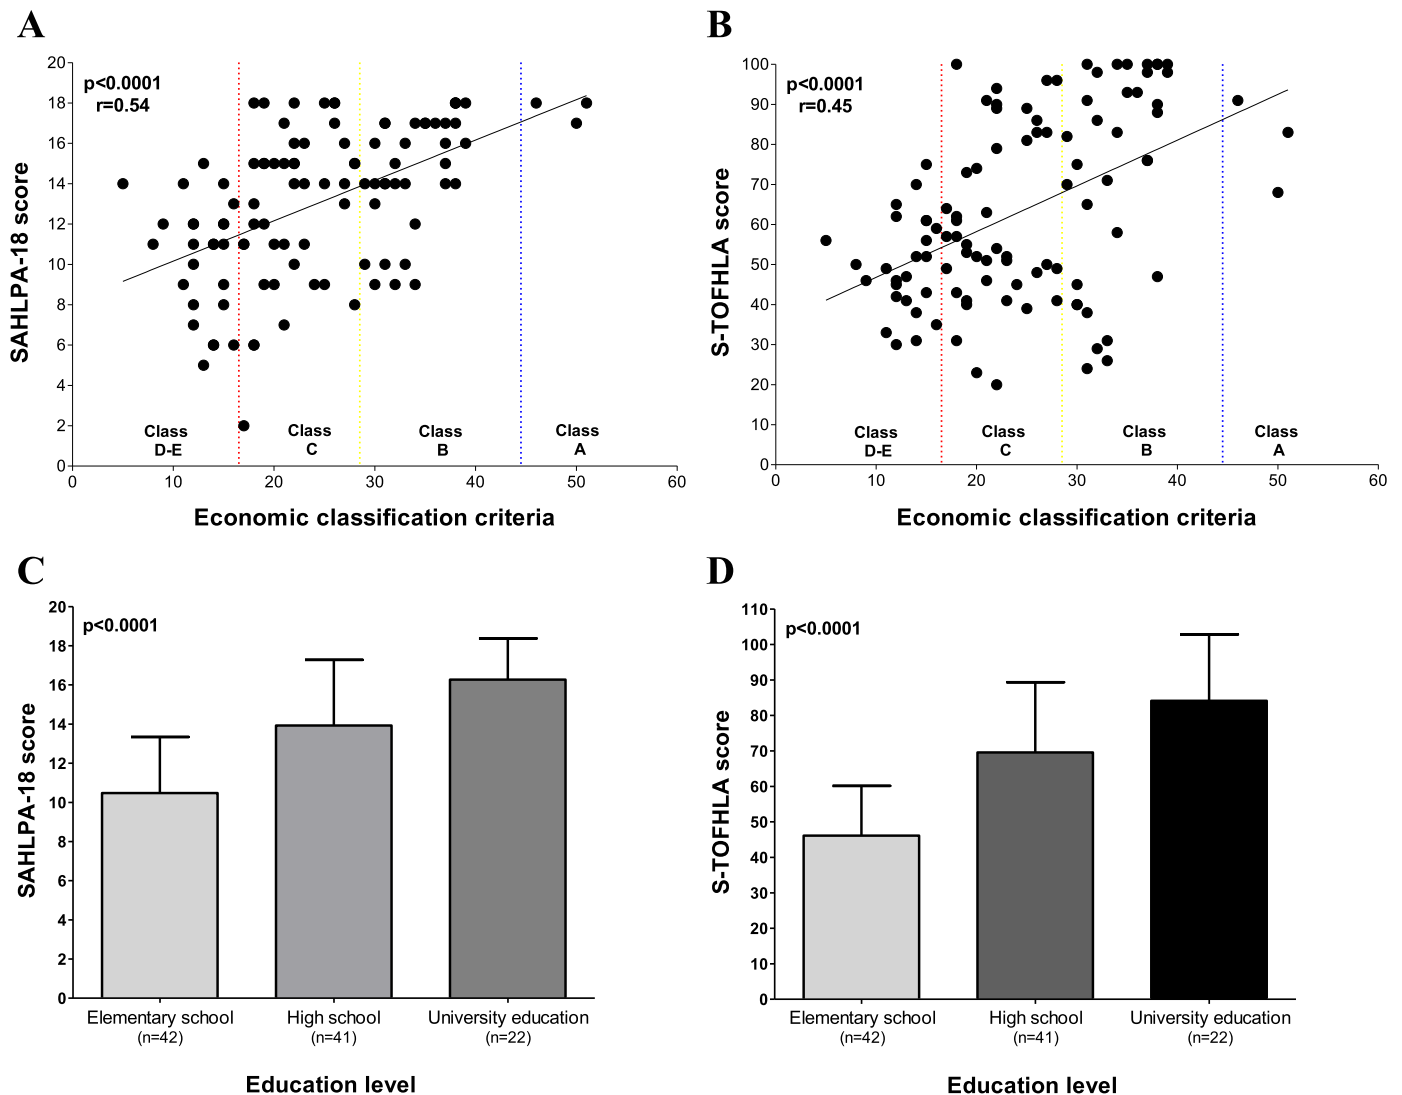 A
p<0.0001
r=0.54
SAHLPA-18 score
20
18
16
14
12
10
8
6
4
2
0
Class
D-E
Class
C
Class
B
Class
A
0 10 20 30 40 50 60
Economic classification criteria
B
p<0.0001
r=0.45
S-TOFHLA score
100
90
80
70
60
50
40
30
20
10
0
Class
D-E
Class
C
Class
B
Class
A
0 10 20 30 40 50 60
Economic classification criteria
C
p<0.0001
SAHLPA-18 score
20
18
16
14
12
10
8
6
4
2
0
Elementary school
(n=42)
High school
(n=41)
University education
(n=22)
Education level
D
p<0.0001
S-TOFHLA score
110
100
90
80
70
60
50
40
30
20
10
0
Elementary school
(n=42)
High school
(n=41)
University education
(n=22)
Education level